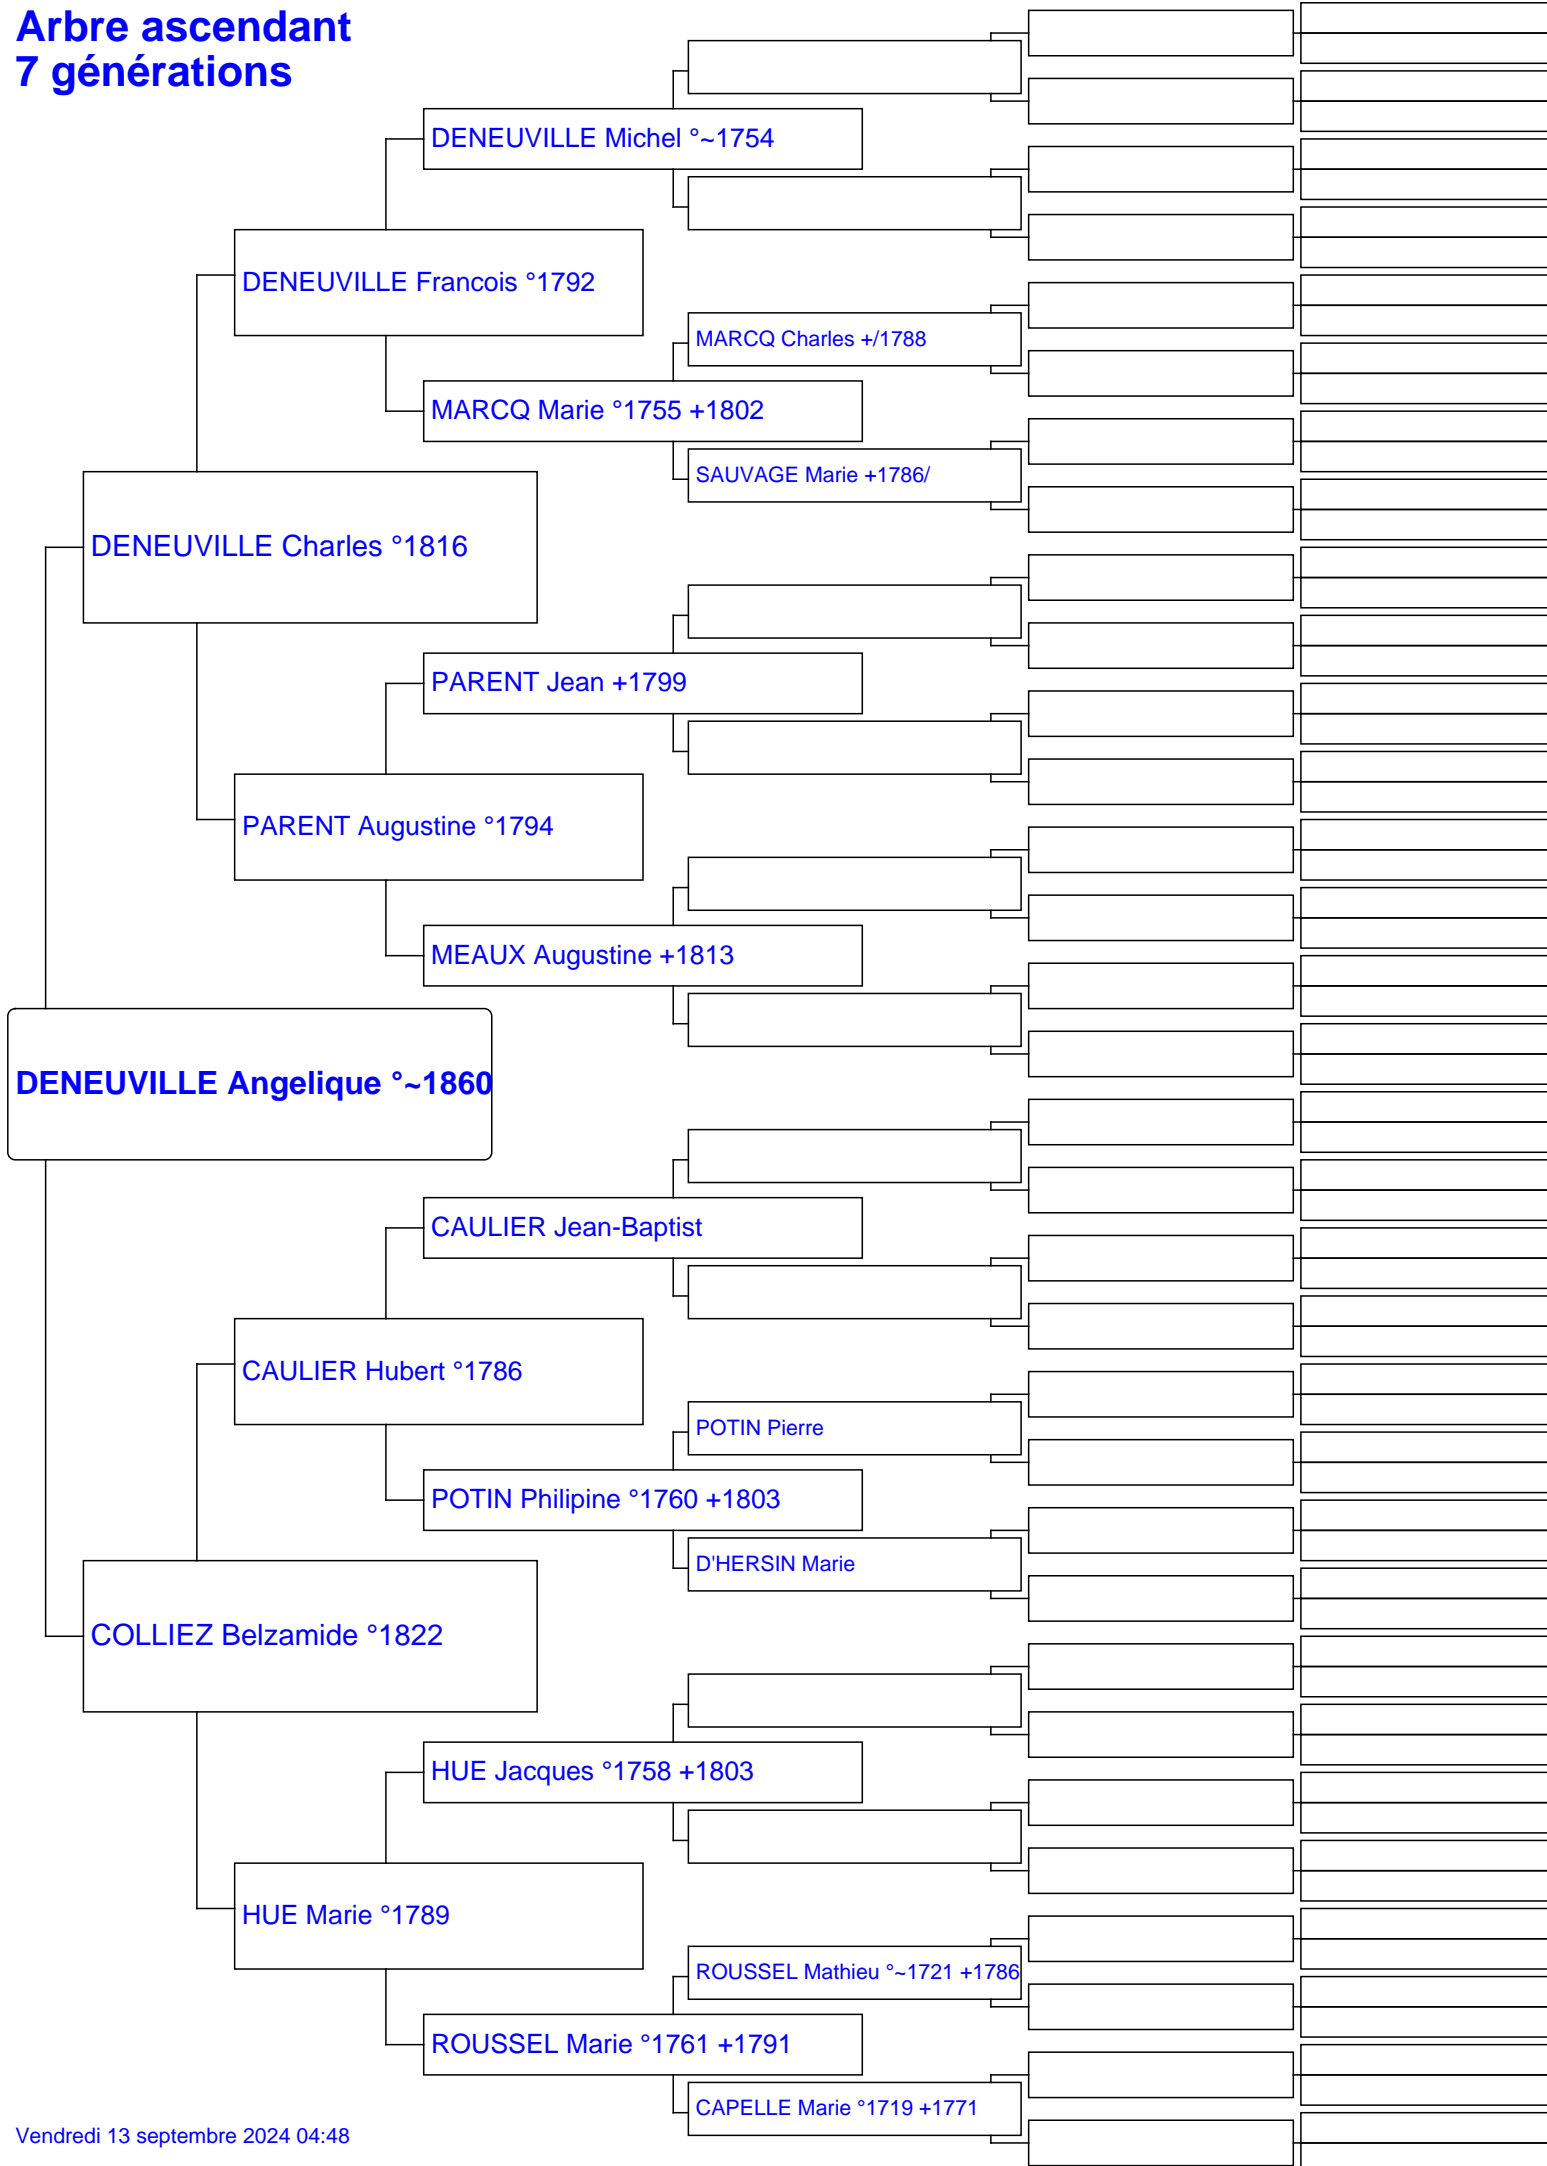 Arbre ascendant
7 générations
DENEUVILLE Michel °~1754
DENEUVILLE Francois °1792
MARCQ Charles +/1788
MARCQ Marie °1755 +1802
SAUVAGE Marie +1786/
DENEUVILLE Charles °1816
PARENT Jean +1799
PARENT Augustine °1794
MEAUX Augustine +1813
DENEUVILLE Angelique °~1860
CAULIER Jean-Baptist
CAULIER Hubert °1786
POTIN Pierre
POTIN Philipine °1760 +1803
D'HERSIN Marie
COLLIEZ Belzamide °1822
HUE Jacques °1758 +1803
HUE Marie °1789
ROUSSEL Mathieu °~1721 +1786
ROUSSEL Marie °1761 +1791
CAPELLE Marie °1719 +1771
Vendredi 13 septembre 2024 04:48